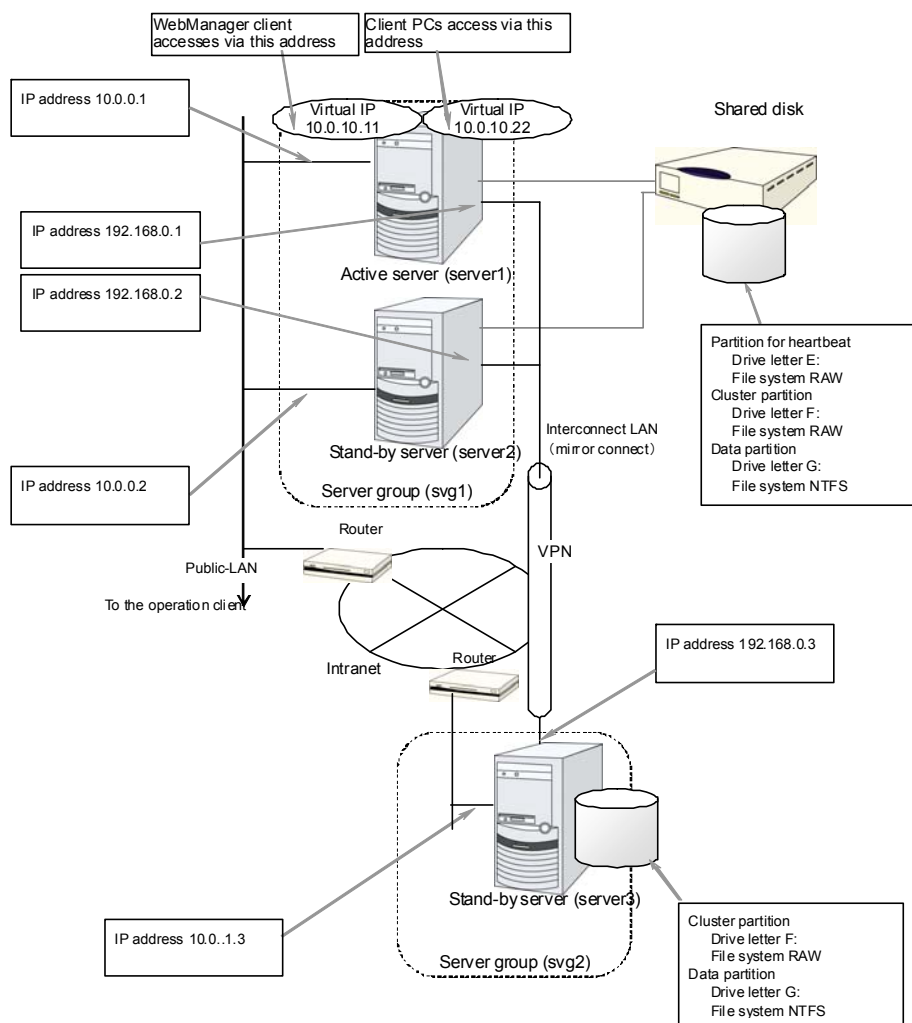 WebManager client
accesses via this address
Client PCs access via this
address
IP address 10.0.0.1
Virtual IP
10.0.10.11
Virtual IP
10.0.10.22
Shared disk
IP address 192.168.0.1
Active server (server1)
IP address 192.168.0.2
Partition for heartbeat
Drive letter E:
File system RAW
Cluster partition
Drive letter F:
File system RAW
Data partition
Drive letter G:
File system NTFS
Interconnect LAN
(mirror connect)
Stand-by server (server2)
IP address 10.0.0.2
Server group (svg1)
Router
VPN
Public-LAN
To the operation client
IP address 192.168.0.3
Intranet
Router
Stand-by server (server3)
IP address 10.0..1.3
Server group (svg2)
Cluster partition
Drive letter F:
File system RAW
Data partition
Drive letter G:
File system NTFS